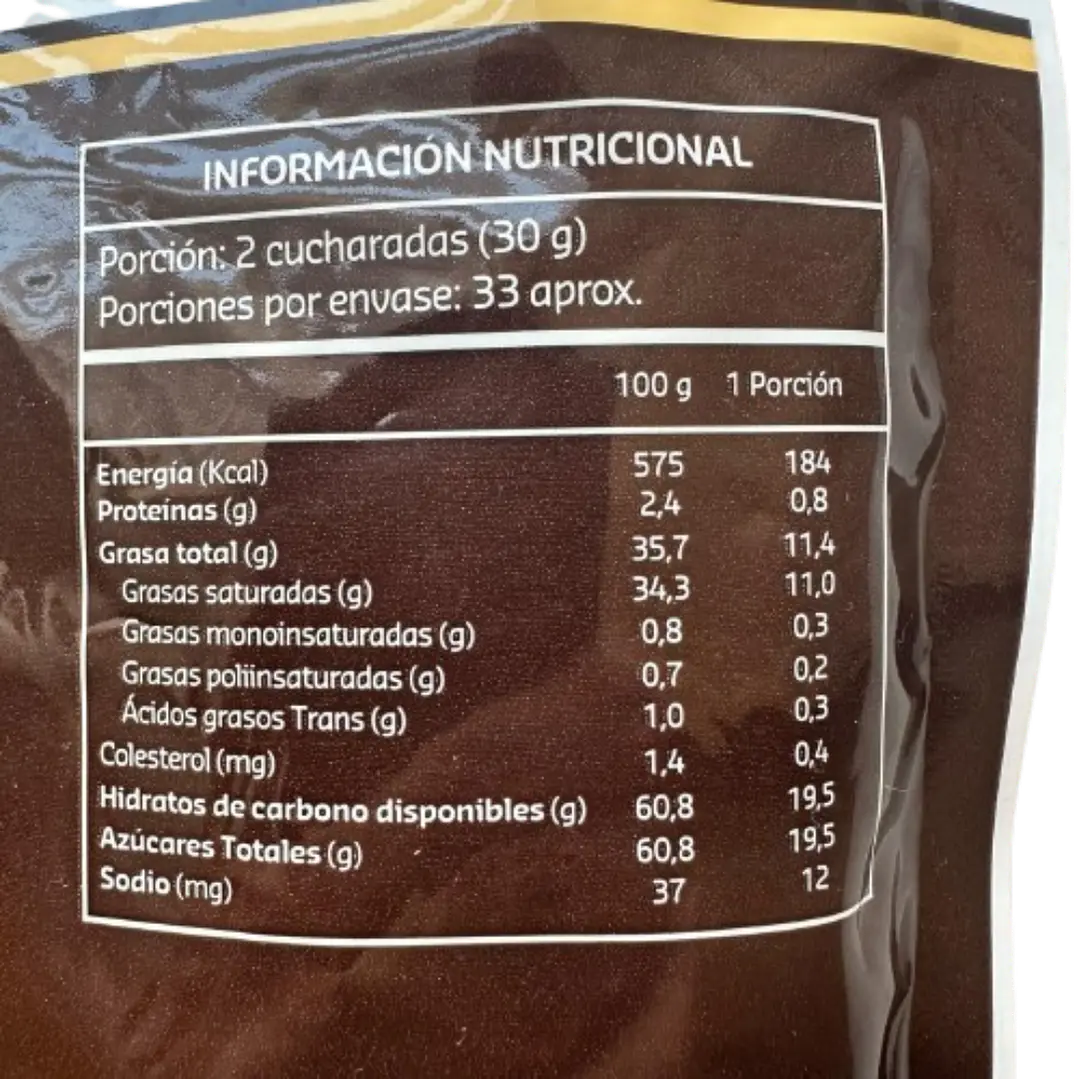 INFORMACIÓN NUTRICIONAL
Porción: 2 cucharadas (30 g)
Porciones por envase: 33 aprox.
100 g 1 Porción
Energía (Kcal) 575 184
Proteínas (g) 2,4 0,8
Grasa total (g) 35,7 11,4
Grasas saturadas (g) 34,3 11,0
Grasas monoinsaturadas (g) 0,8 0,3
Grasas poliinsaturadas (g) 0,7 0,2
Ácidos grasos Trans (g) 1,0 0,3
Colesterol (mg) 1,4 0,4
Hidratos de carbono disponibles (g) 60,8 19,5
Azúcares Totales (g) 60,8 19,5
Sodio (mg) 37 12